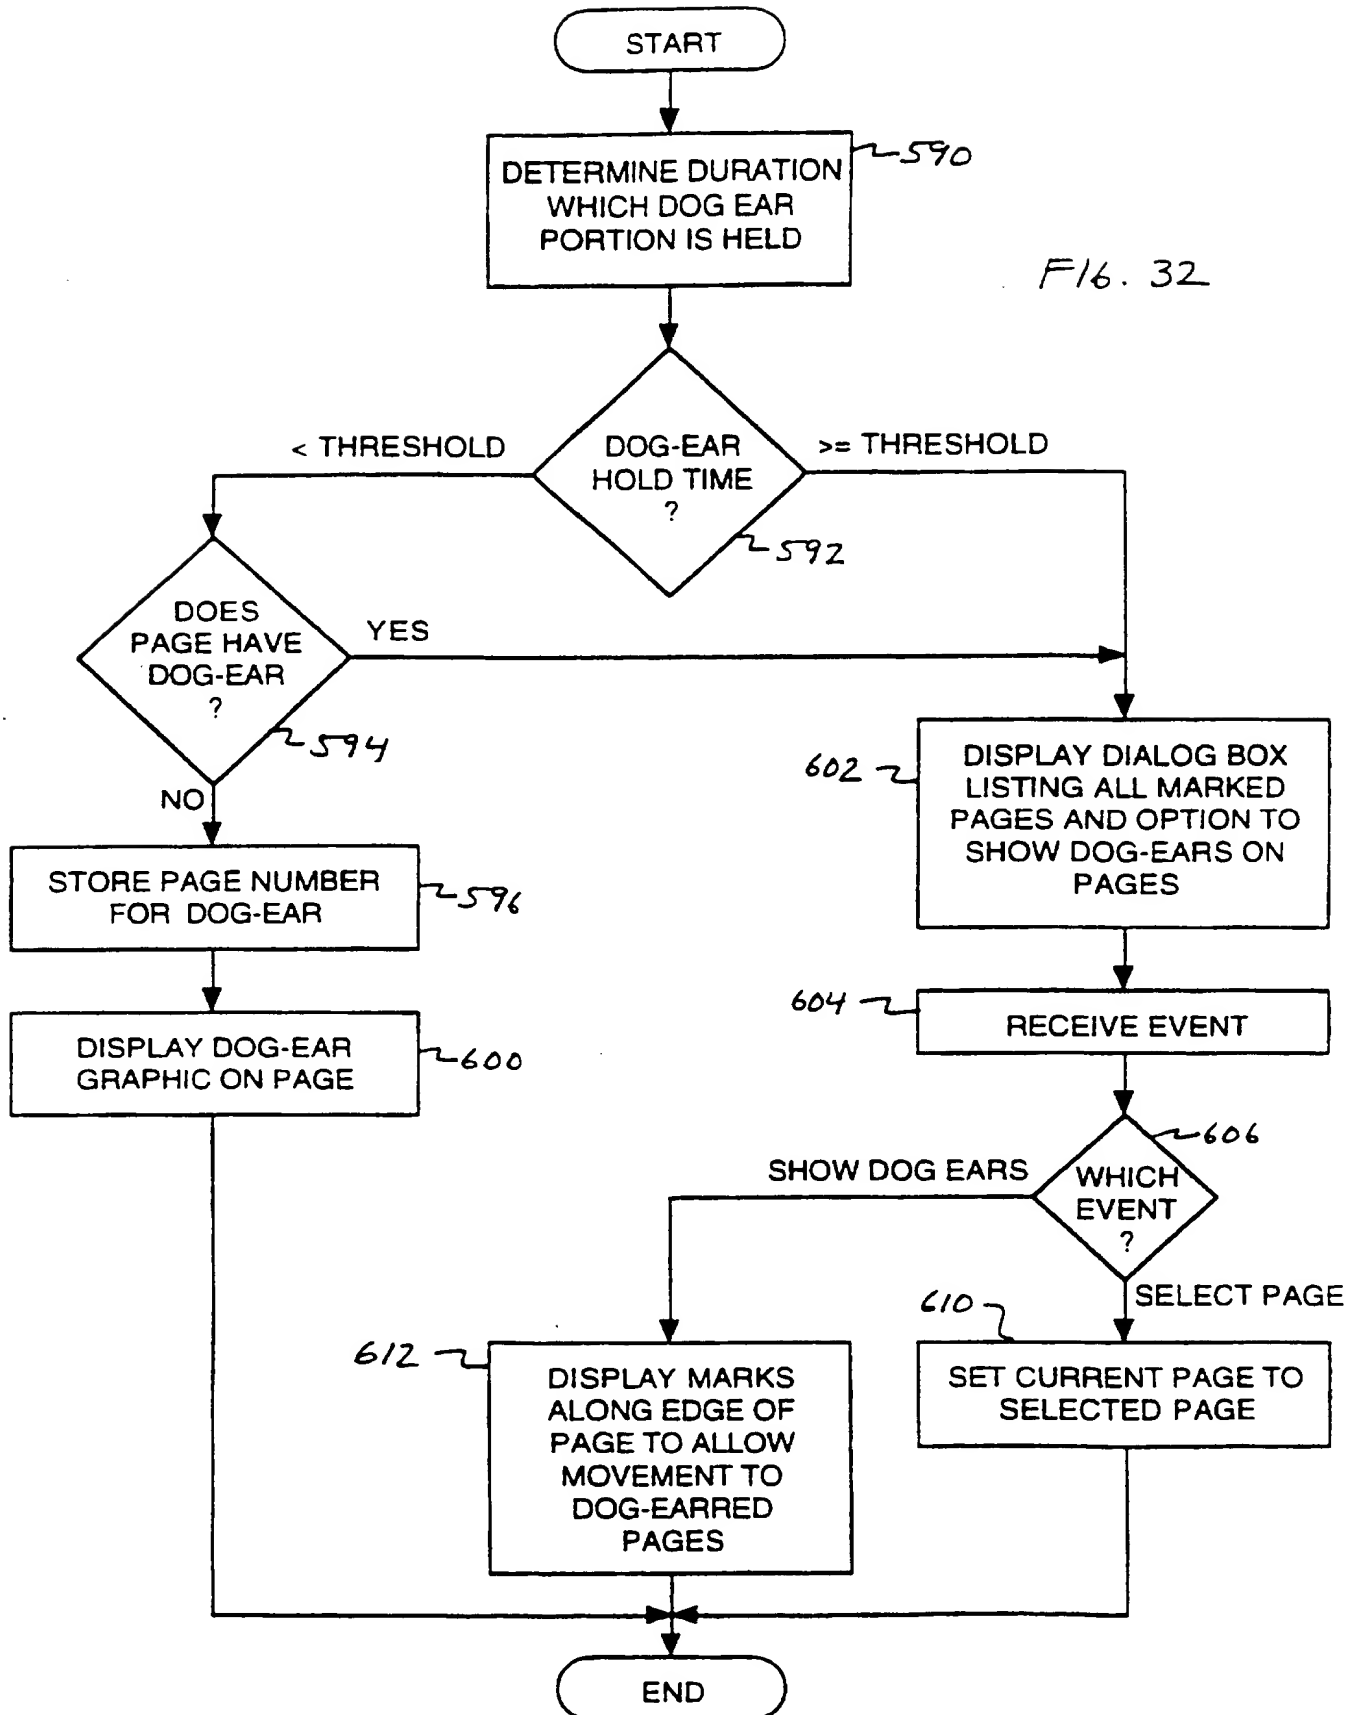 START
DETERMINE DURATION
WHICH DOG EAR
PORTION IS HELD
590
FIG. 32
< THRESHOLD
DOG-EAR
HOLD TIME
?
>= THRESHOLD
592
DOES
PAGE HAVE
DOG-EAR
?
YES
594
NO
STORE PAGE NUMBER
FOR DOG-EAR
596
DISPLAY DOG-EAR
GRAPHIC ON PAGE
600
602
DISPLAY DIALOG BOX
LISTING ALL MARKED
PAGES AND OPTION TO
SHOW DOG-EARS ON
PAGES
604
RECEIVE EVENT
606
SHOW DOG EARS
WHICH
EVENT
?
SELECT PAGE
610
SET CURRENT PAGE TO
SELECTED PAGE
612
DISPLAY MARKS
ALONG EDGE OF
PAGE TO ALLOW
MOVEMENT TO
DOG-EARRED
PAGES
END